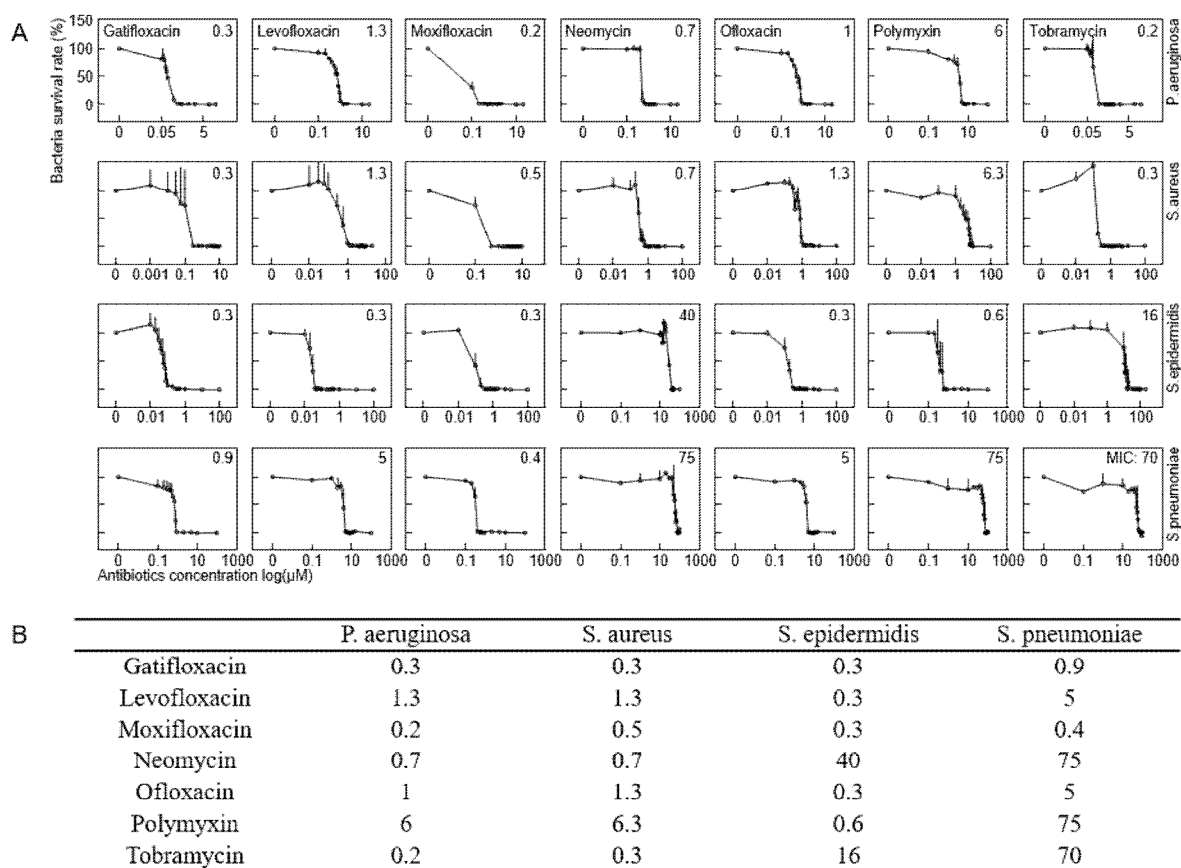 A
Bacteria survival rate (%)
150
100
50
0
Gatifloxacin 0.3 Levofloxacin 1.3 Moxifloxacin 0.2 Neomycin 0.7 Ofloxacin 1 Polymyxin 6 Tobramycin 0.2
P. aeruginosa
0 0.05 5 0 0.1 10 0 0.1 10 0 0.1 10 0 0.1 10 0 0.1 10 0 0.05 5
0.3 1.3 0.5 0.7 1.3 6.3 0.3
S. aureus
0 0.001 0.1 10 0 0.01 1 100 0 0.1 10 0 0.01 1 100 0 0.01 1 100 0 0.01 1 100 0 0.01 1 100
0.3 0.3 0.3 40 0.3 0.6 16
S. epidermidis
0 0.01 1 100 0 0.01 1 100 0 0.01 1 100 0 0.1 10 1000 0 0.01 1 100 0 0.1 10 1000 0 0.01 1 100
0.9 5 0.4 75 5 75 MIC: 70
S pneumoniae
0 0.1 10 1000 0 0.1 10 1000 0 0.1 10 1000 0 0.1 10 1000 0 0.1 10 1000 0 0.1 10 1000 0 0.1 10 1000
Antibiotics concentration log(µM)
B
P. aeruginosa S. aureus S. epidermidis S. pneumoniae
Gatifloxacin 0.3 0.3 0.3 0.9
Levofloxacin 1.3 1.3 0.3 5
Moxifloxacin 0.2 0.5 0.3 0.4
Neomycin 0.7 0.7 40 75
Ofloxacin 1 1.3 0.3 5
Polymyxin 6 6.3 0.6 75
Tobramycin 0.2 0.3 16 70